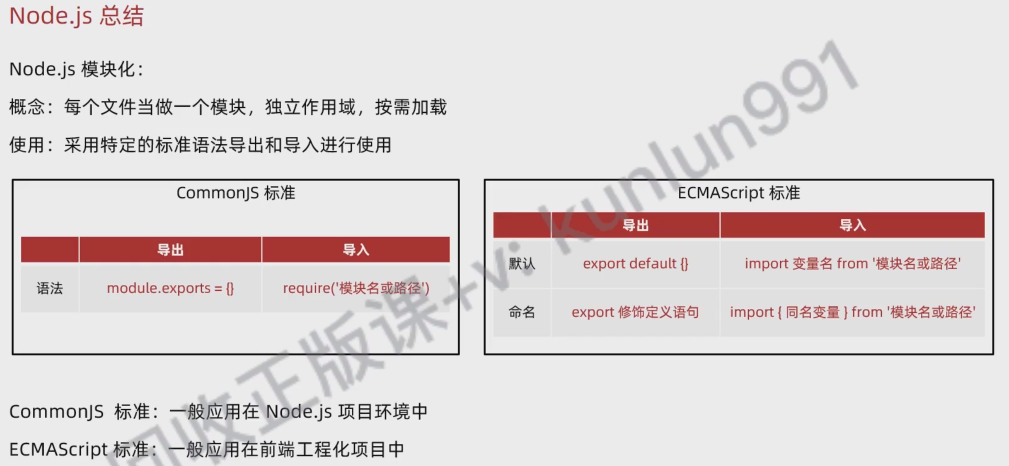 Node.js 总结
Node.js 模块化：
概念：每个文件当做一个模块，独立作用域，按需加载
使用：采用特定的标准语法导出和导入进行使用
CommonJS 标准
导出 导入
语法 module.exports = {} require('模块名或路径')
ECMAScript 标准
导出 导入
默认 export default {} import 变量名 from '模块名或路径'
命名 export 修饰定义语句 import { 同名变量 } from '模块名或路径'
CommonJS 标准：一般应用在 Node.js 项目环境中
ECMAScript 标准：一般应用在前端工程化项目中
回收正版课+v: kunlun991